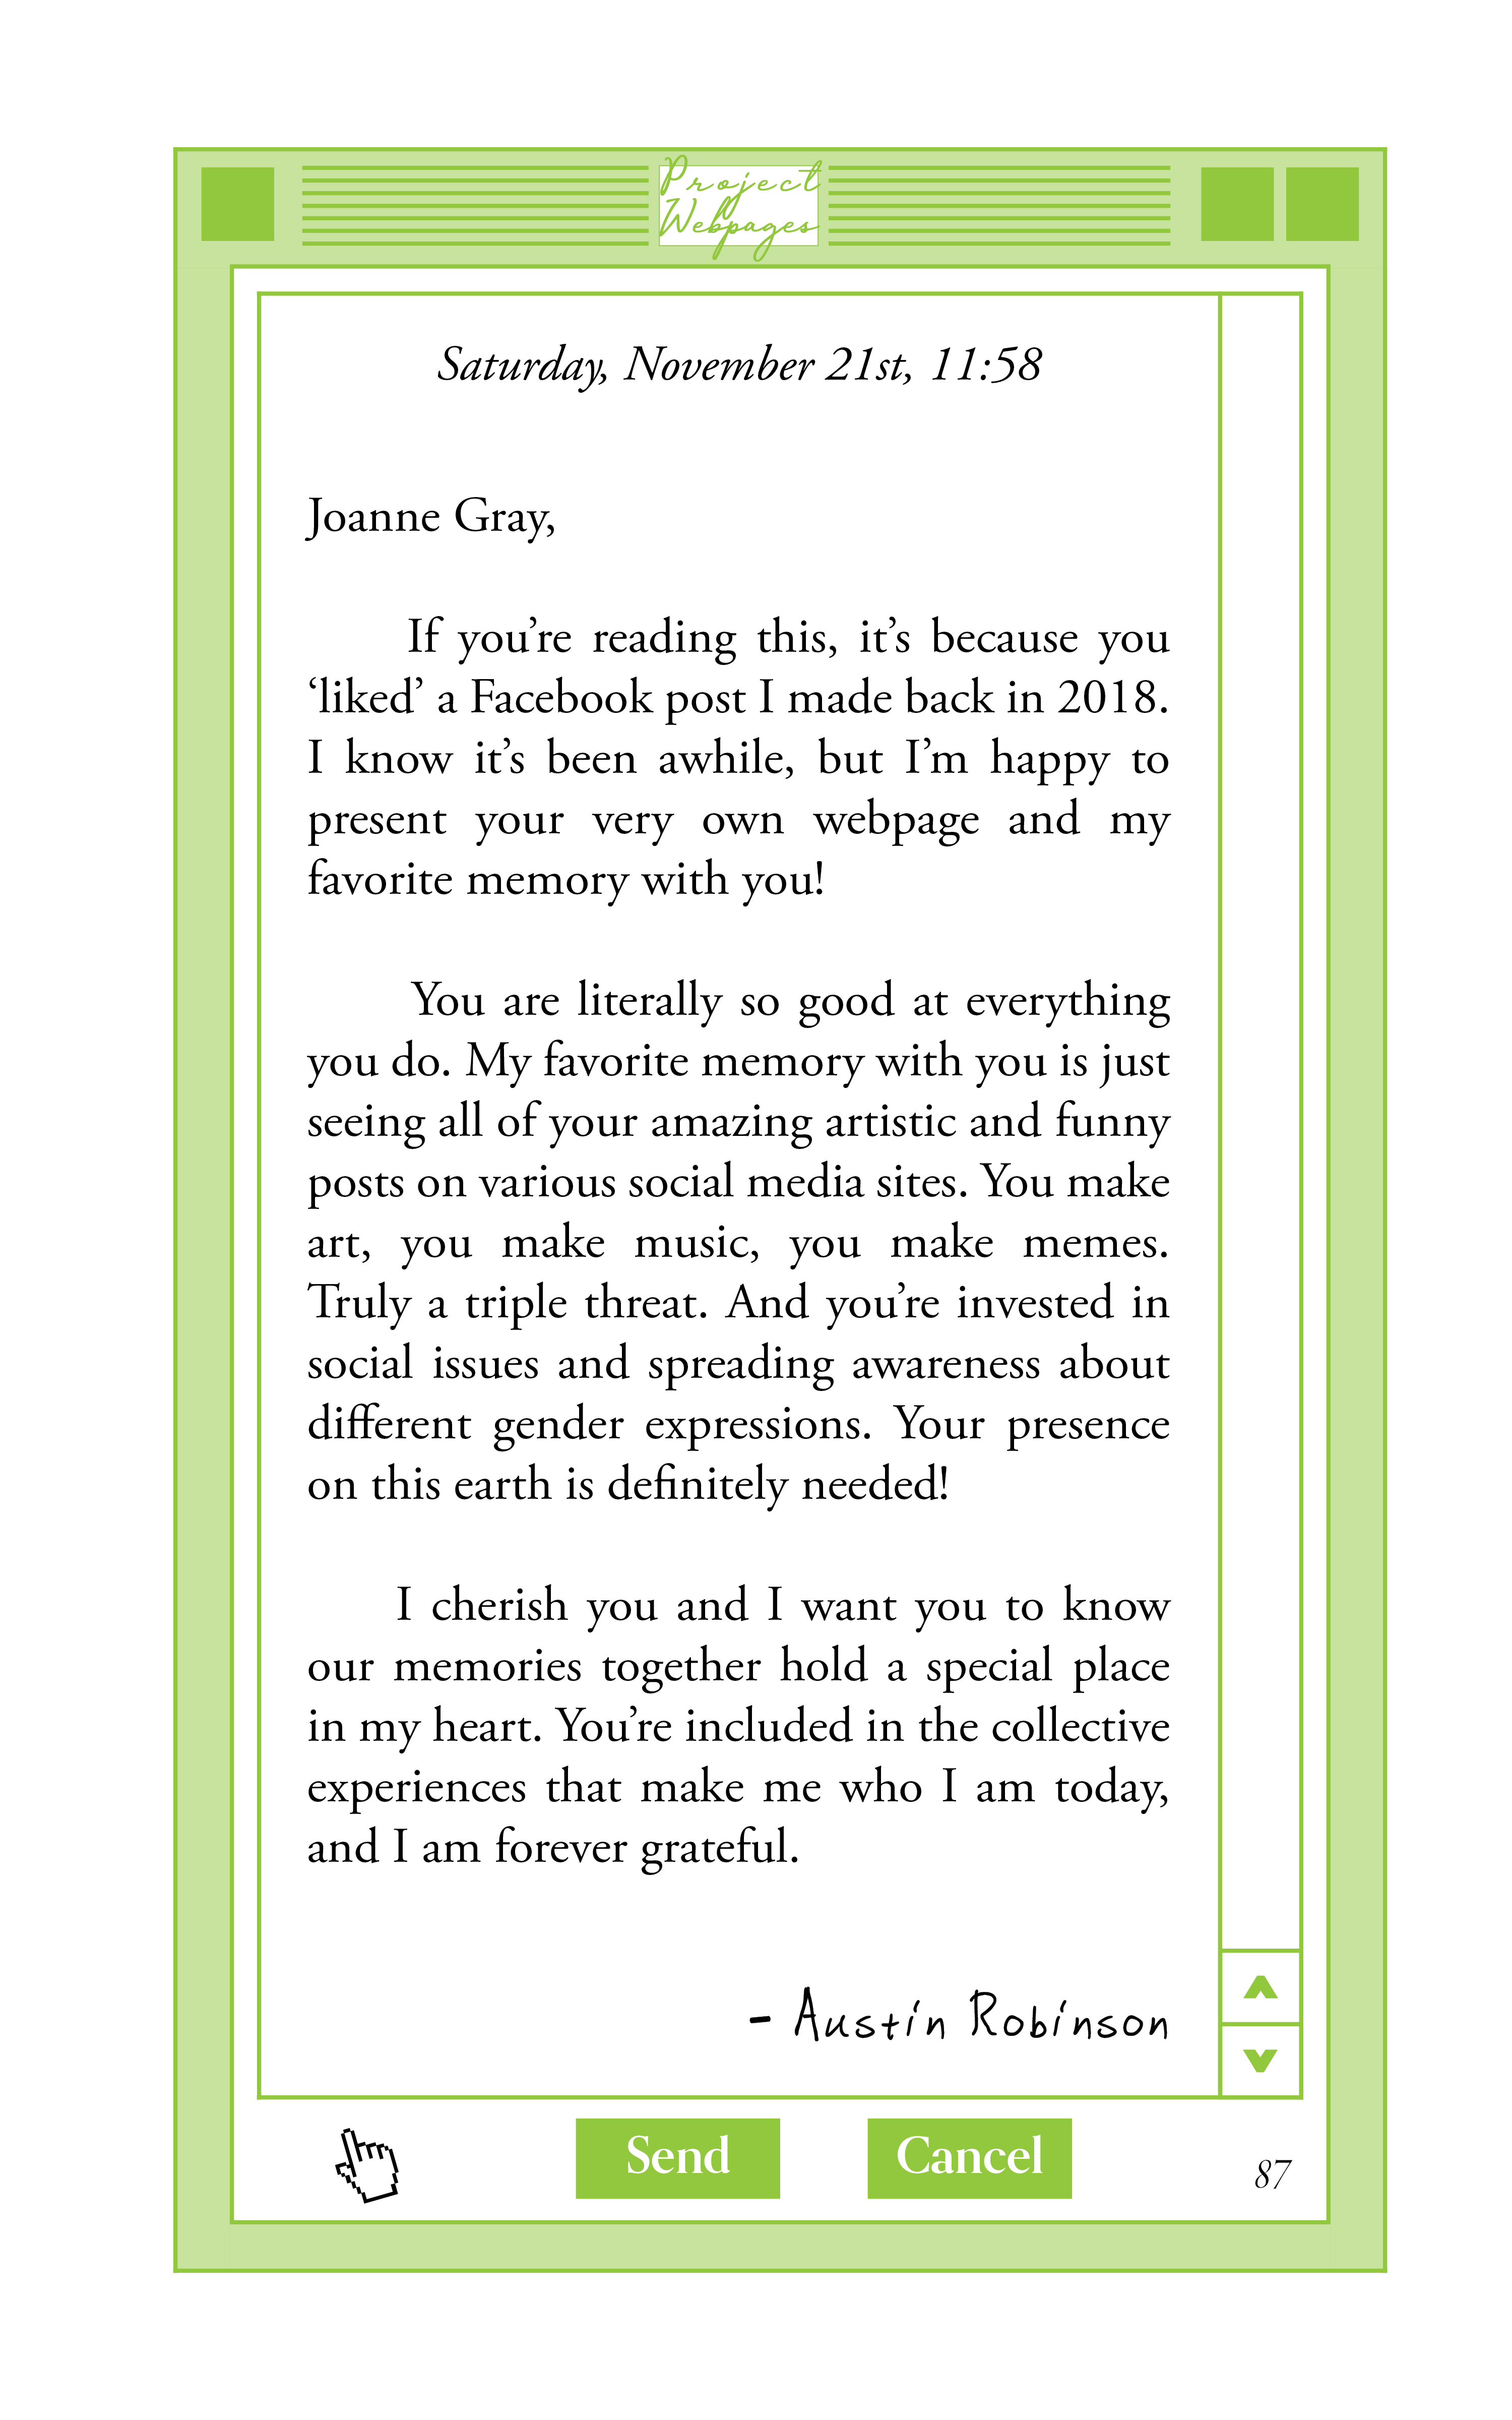 Project
Webpages
Saturday, November 21st, 11:58
Joanne Gray,
If you’re reading this, it’s because you
‘liked’ a Facebook post I made back in 2018.
I know it’s been awhile, but I’m happy to
present your very own webpage and my
favorite memory with you!
You are literally so good at everything
you do. My favorite memory with you is just
seeing all of your amazing artistic and funny
posts on various social media sites. You make
art, you make music, you make memes.
Truly a triple threat. And you’re invested in
social issues and spreading awareness about
different gender expressions. Your presence
on this earth is definitely needed!
I cherish you and I want you to know
our memories together hold a special place
in my heart. You’re included in the collective
experiences that make me who I am today,
and I am forever grateful.
- Austin Robinson
Send Cancel
87